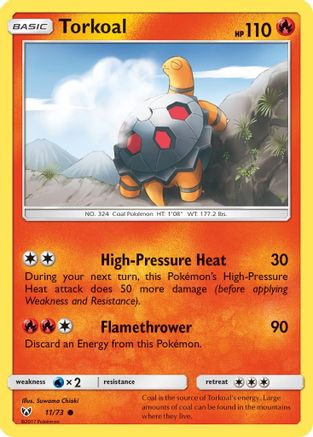 BASIC Torkoal HP 110
NO. 324 Coal Pokémon HT: 1'08" WT: 177.2 lbs.
High-Pressure Heat 30
During your next turn, this Pokémon's High-Pressure
Heat attack does 50 more damage (before applying
Weakness and Resistance).
Flamethrower 90
Discard an Energy from this Pokémon.
weakness × 2 resistance retreat
Illus. Suwama Chiaki
11/73
©2017 Pokémon
Coal is the source of Torkoal's energy. Large
amounts of coal can be found in the mountains
where they live.